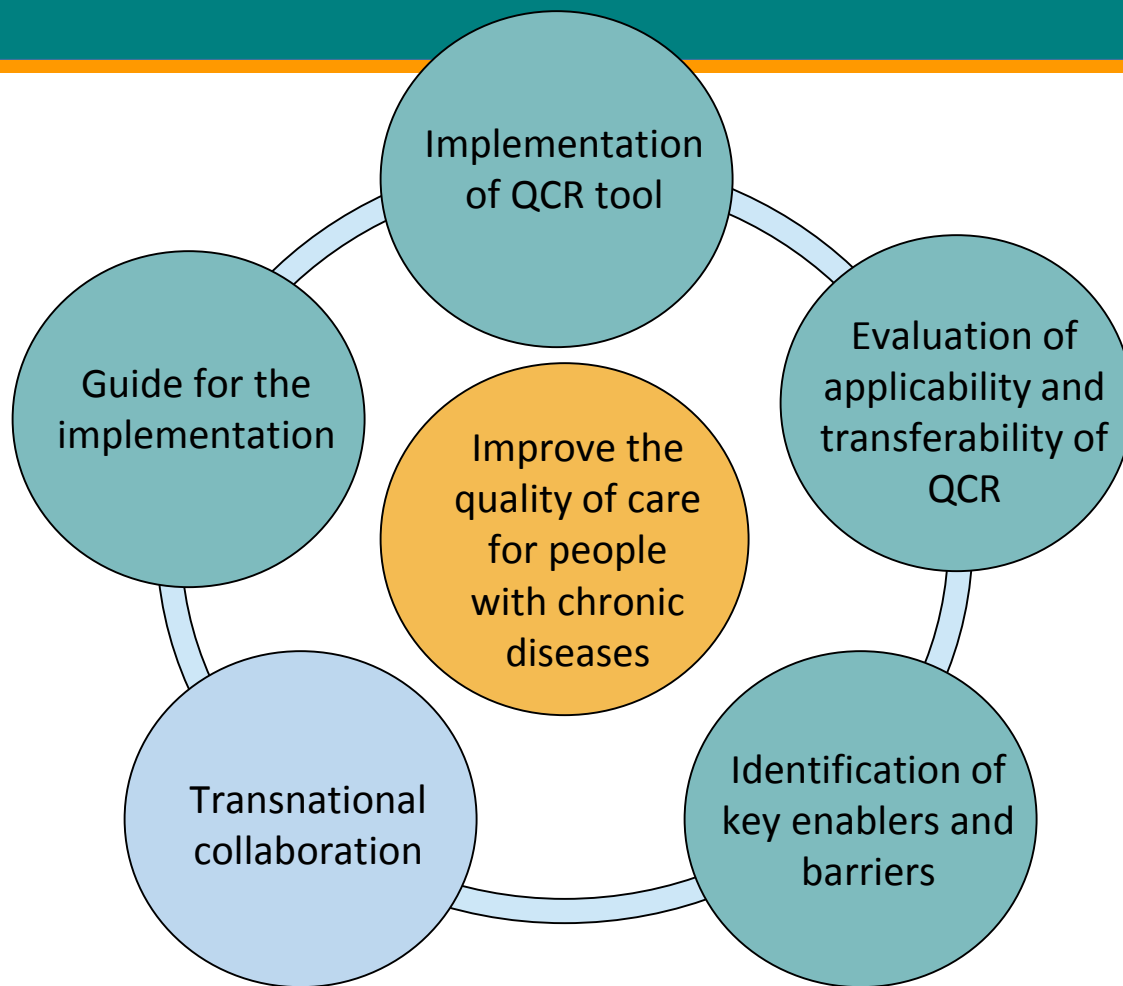 Implementation
of QCR tool
Evaluation of
applicability and
transferability of
QCR
Guide for the
implementation
Improve the
quality of care
for people
with chronic
diseases
Identification of
key enablers and
barriers
Transnational
collaboration